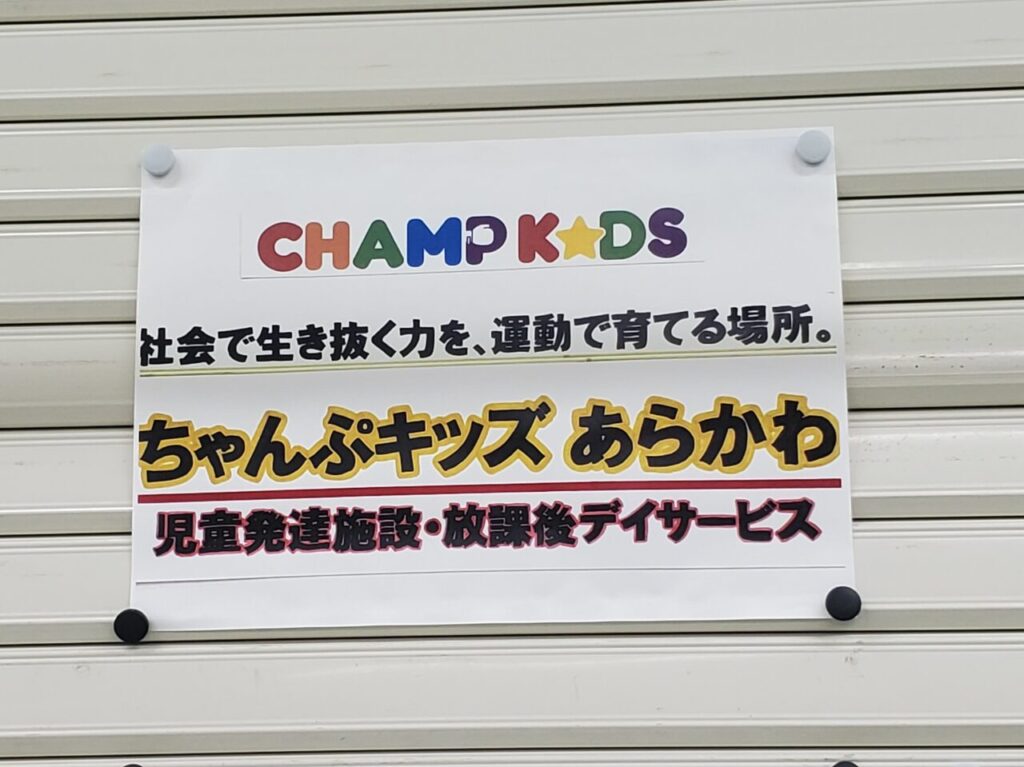 CHAMP K★DS
社会で生き抜く力を、運動で育てる場所。
ちゃんぷキッズ あらかわ
児童発達施設・放課後デイサービス